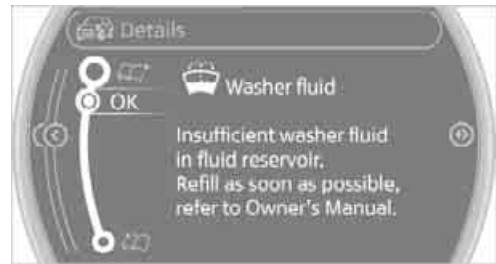 Details
OK
Washer fluid
Insufficient washer fluid
in fluid reservoir.
Refill as soon as possible,
refer to Owner's Manual.